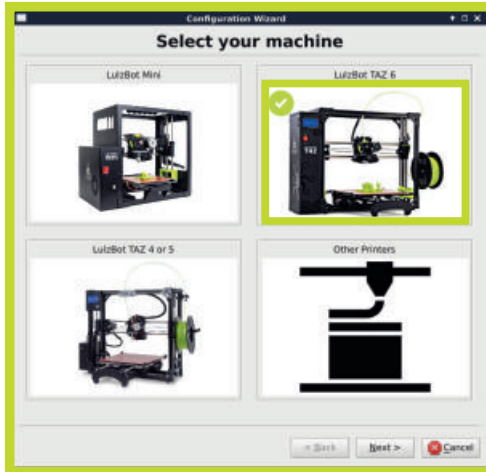 Configuration Wizard
Select your machine
LulzBot Mini
LulzBot TAZ 6
TAZ
LulzBot TAZ 4 or 5
Other Printers
< Back
Next >
Cancel